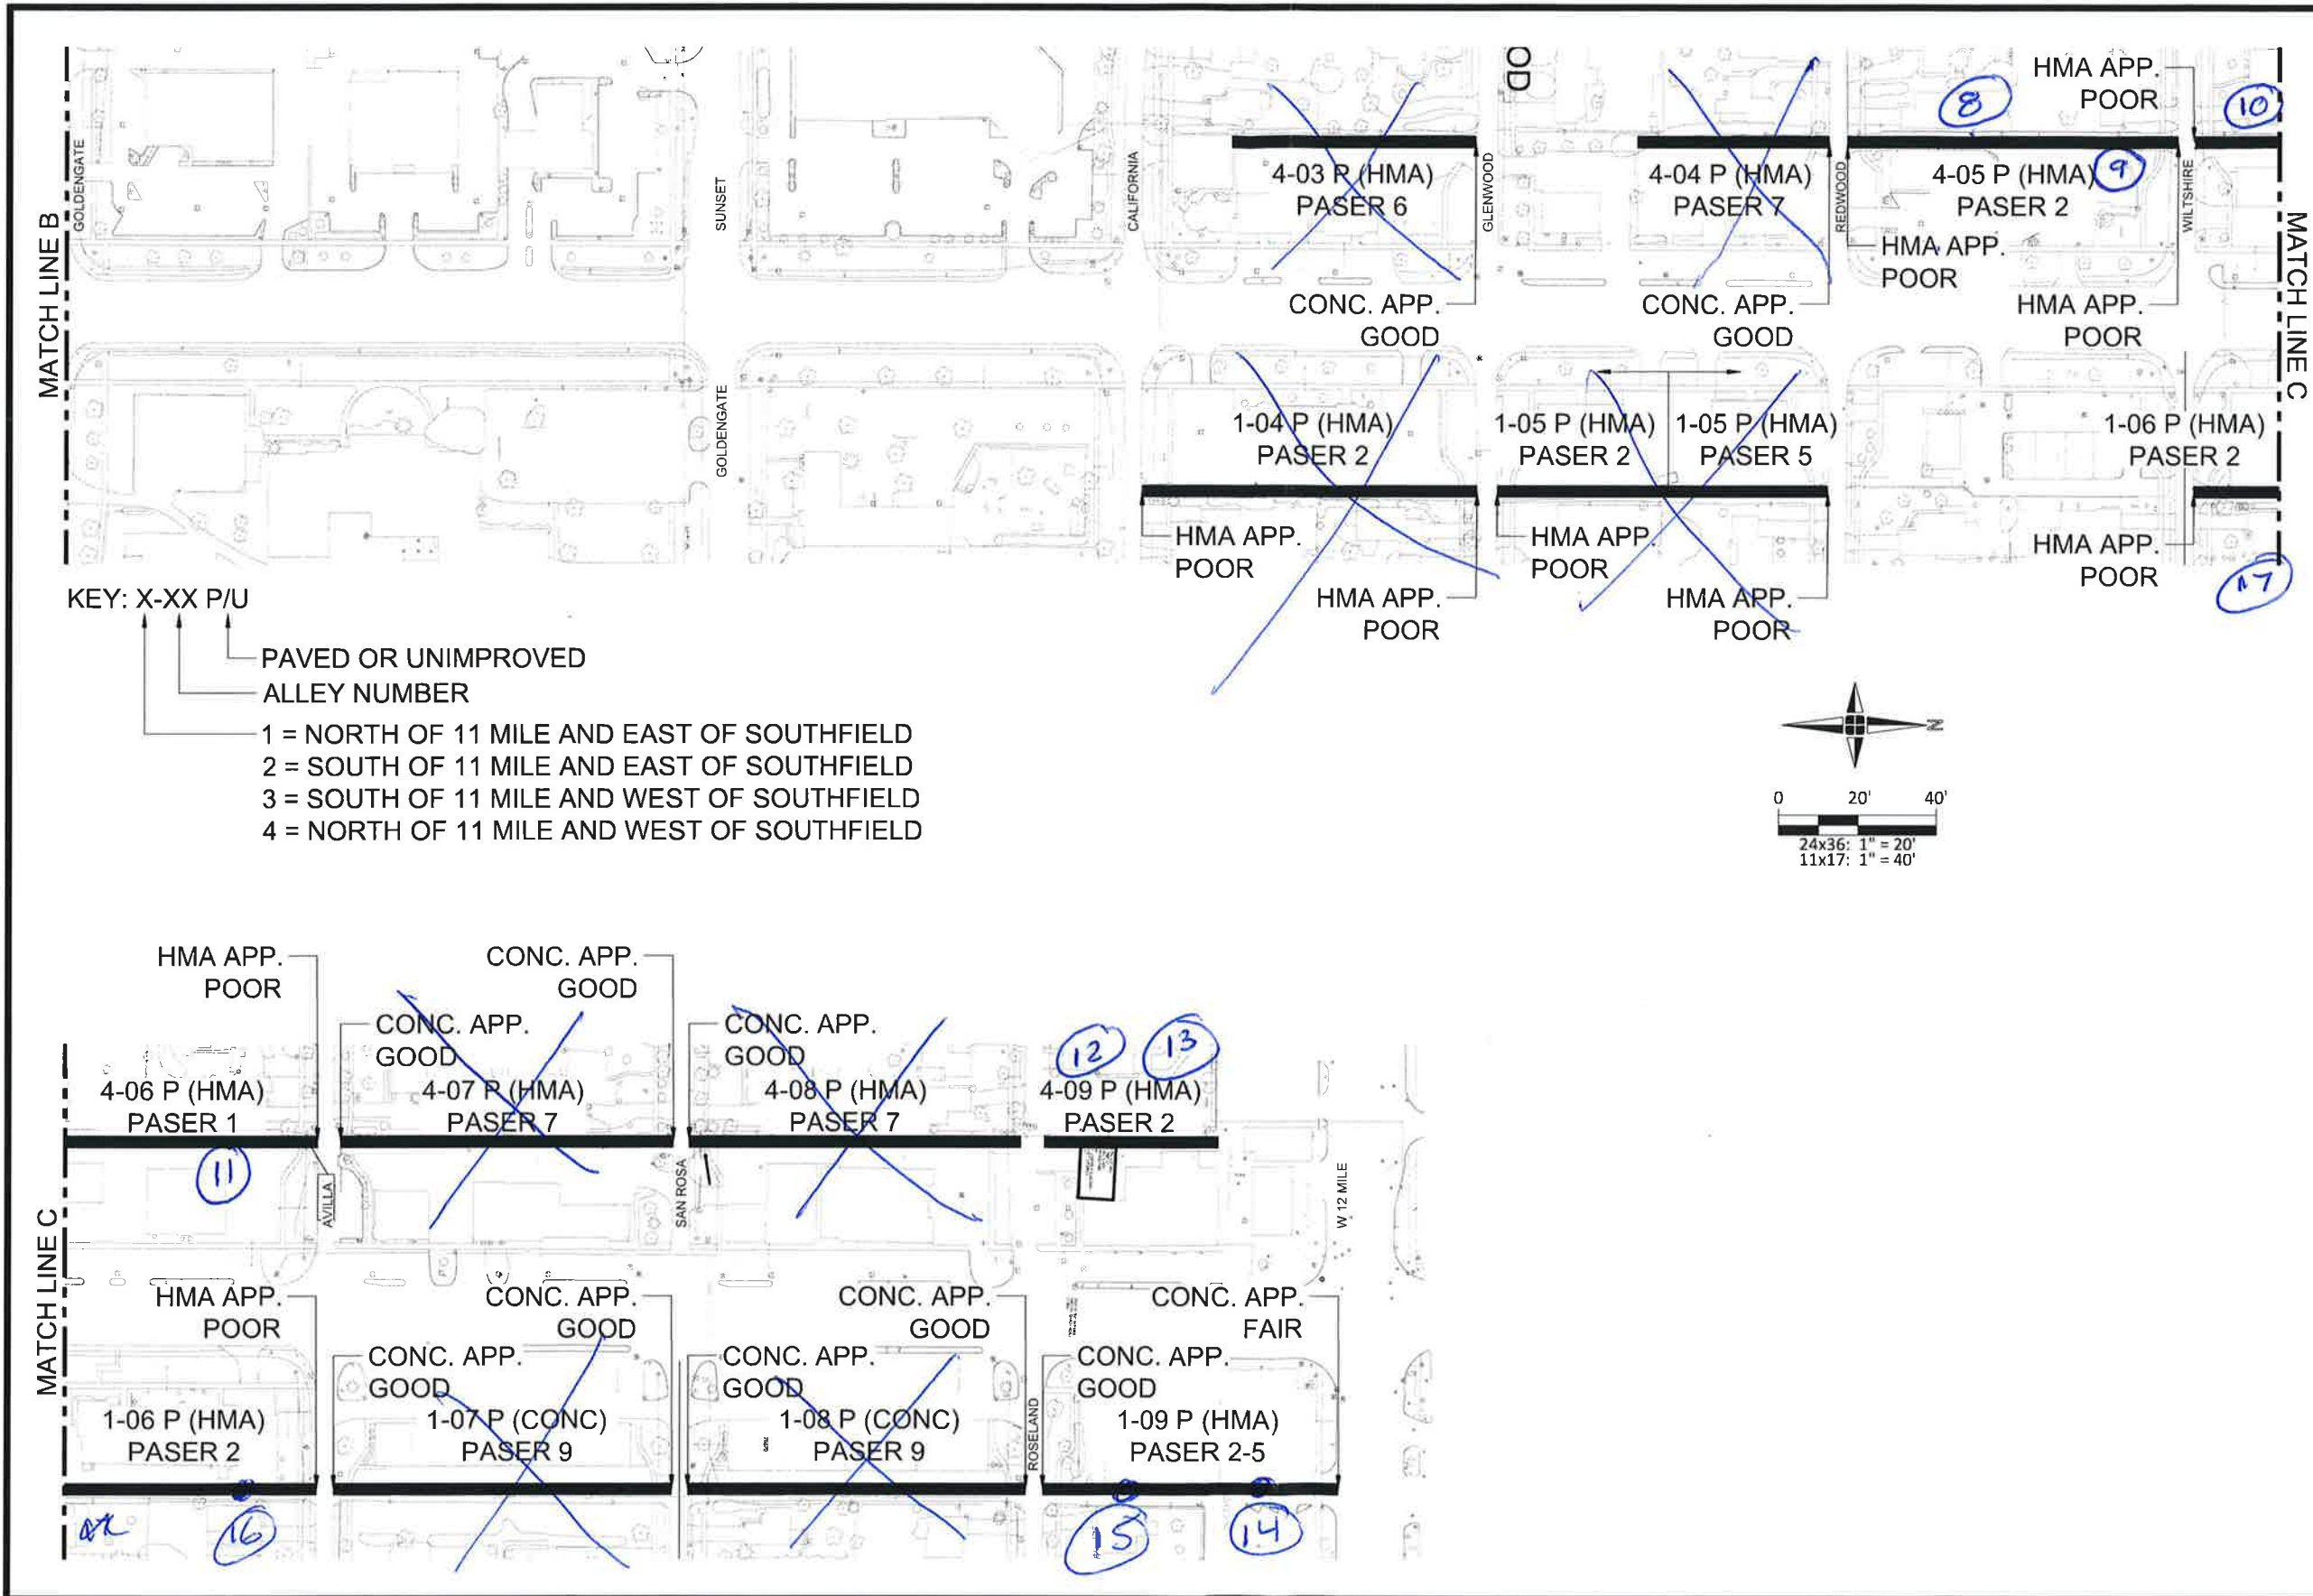 MATCH LINE B
GOLDENGATE
SUNSET
CALIFORNIA
GLENWOOD
OD
REDWOOD
WILTSHIRE
MATCH LINE C
4-03 P (HMA)
PASER 6
CONC. APP.
GOOD
4-04 P (HMA)
PASER 7
CONC. APP.
GOOD
8
9
4-05 P (HMA)
PASER 2
HMA APP.
POOR
HMA APP.
POOR
HMA APP.
POOR
10
GOLDENGATE
1-04 P (HMA)
PASER 2
HMA APP.
POOR
HMA APP.
POOR
1-05 P (HMA)
PASER 2
1-05 P (HMA)
PASER 5
HMA APP.
POOR
HMA APP.
POOR
1-06 P (HMA)
PASER 2
HMA APP.
POOR
17
KEY: X-XX P/U
PAVED OR UNIMPROVED
ALLEY NUMBER
1 = NORTH OF 11 MILE AND EAST OF SOUTHFIELD
2 = SOUTH OF 11 MILE AND EAST OF SOUTHFIELD
3 = SOUTH OF 11 MILE AND WEST OF SOUTHFIELD
4 = NORTH OF 11 MILE AND WEST OF SOUTHFIELD
N
0 20' 40'
24x36: 1" = 20'
11x17: 1" = 40'
MATCH LINE C
HMA APP.
POOR
4-06 P (HMA)
PASER 1
11
AVILLA
CONC. APP.
GOOD
CONC. APP.
GOOD
4-07 P (HMA)
PASER 7
SAN ROSA
CONC. APP.
GOOD
4-08 P (HMA)
PASER 7
12
13
4-09 P (HMA)
PASER 2
W 12 MILE
HMA APP.
POOR
1-06 P (HMA)
PASER 2
16
CONC. APP.
GOOD
CONC. APP.
GOOD
1-07 P (CONC)
PASER 9
CONC. APP.
GOOD
CONC. APP.
GOOD
1-08 P (CONC)
PASER 9
ROSELAND
CONC. APP.
FAIR
CONC. APP.
GOOD
1-09 P (HMA)
PASER 2-5
15
14